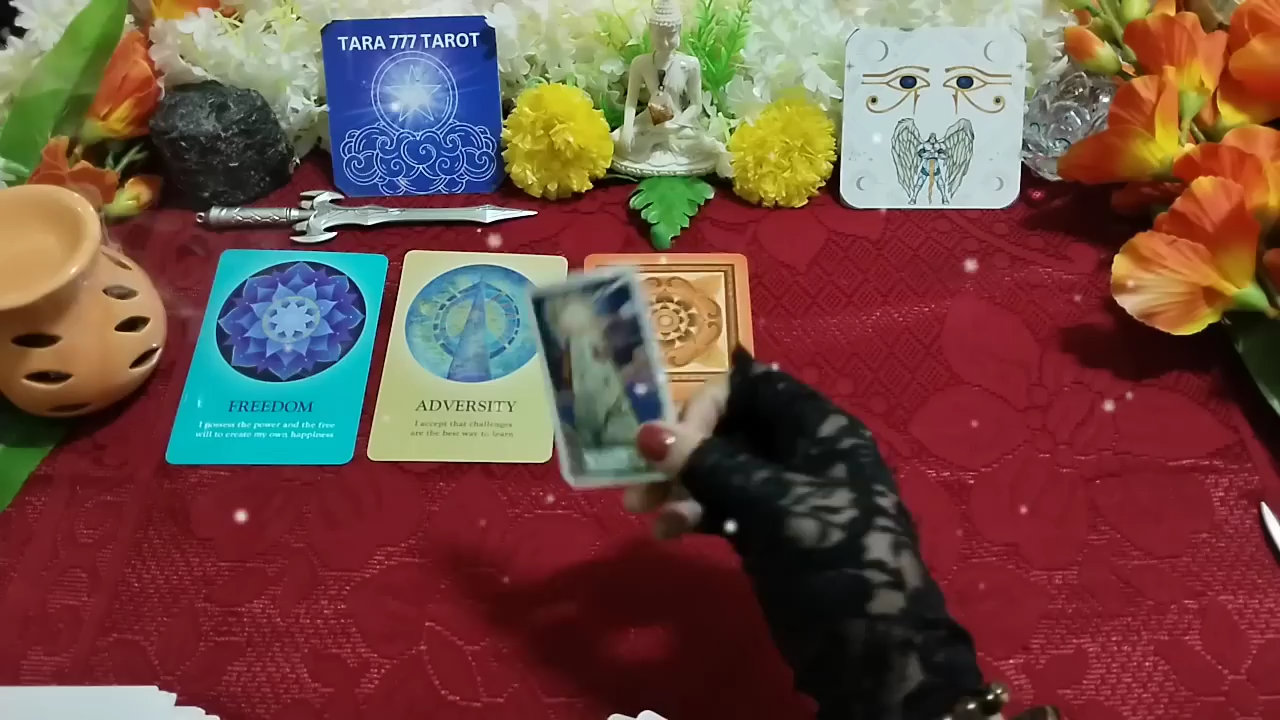 TARA 777 TAROT
FREEDOM
I possess the power and the free
will to create my own happiness
ADVERSITY
I accept that challenges
are the best way to learn